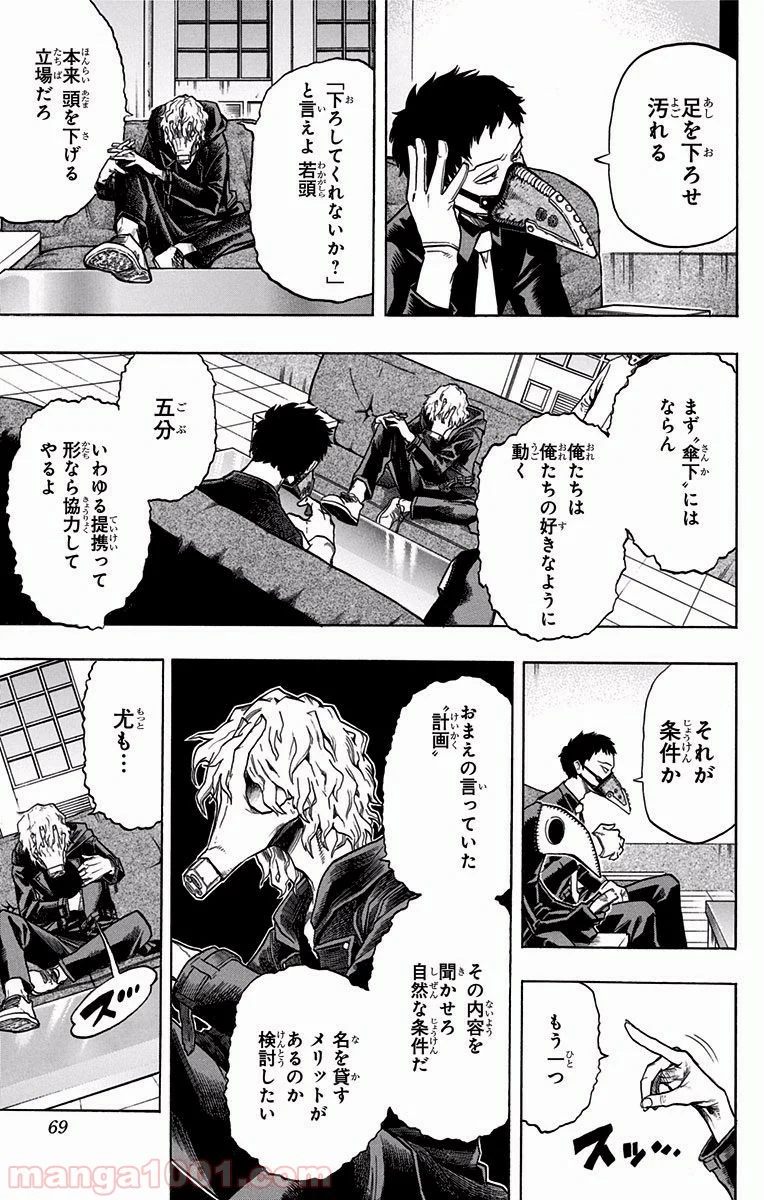 足を下ろせ
汚れる
「下ろしてくれないか?」
と言えよ 若頭
本来 頭を下げる
立場だろ
まず〝傘下〟には
ならん
俺たちは
俺たちの好きなように
動く
五分
いわゆる提携って
形なら協力して
やるよ
それが
条件か
もう一つ
スッ…
おまえの言っていた
〝計画〟
その内容を
聞かせろ
自然な条件だ
名を貸す
メリットが
あるのか
検討したい
尤も…
ス…
69
manga1001.com